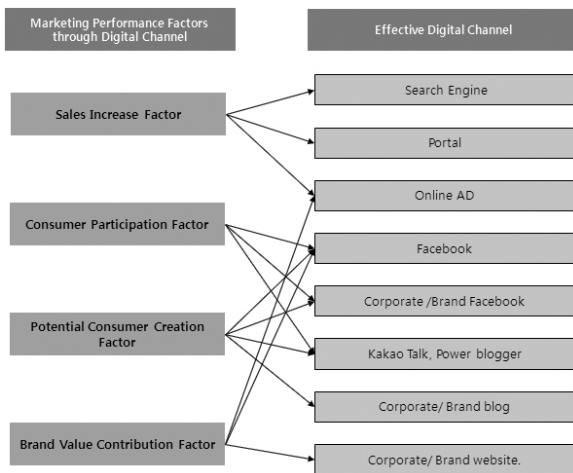 Marketing Performance Factors
through Digital Channel
Effective Digital Channel
Sales Increase Factor
Consumer Participation Factor
Potential Consumer Creation
Factor
Brand Value Contribution Factor
Search Engine
Portal
Online AD
Facebook
Corporate /Brand Facebook
Kakao Talk, Power blogger
Corporate/ Brand blog
Corporate/ Brand website.